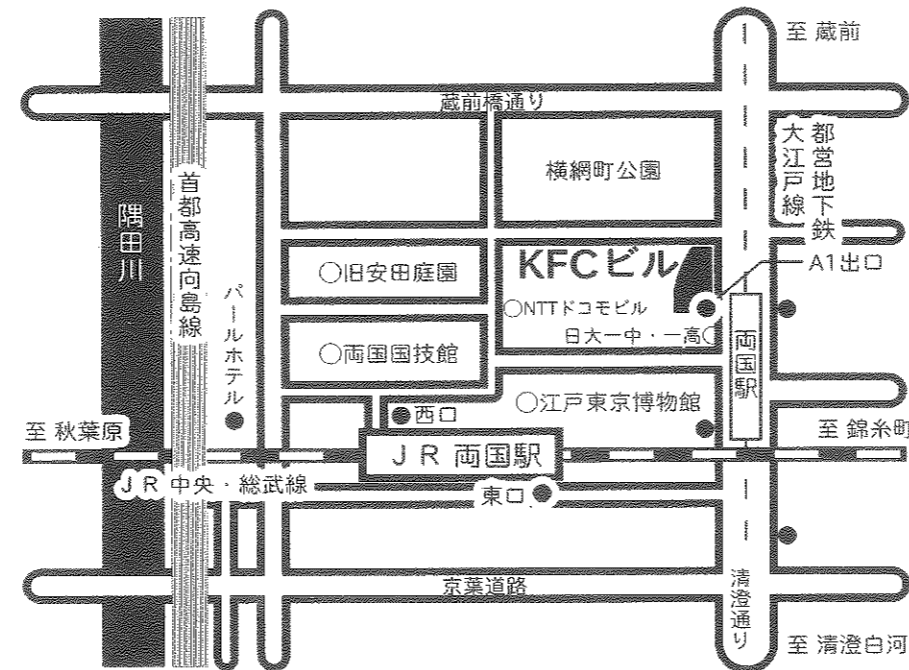 至 蔵前
蔵前橋通り
都営地下鉄
大江戸線
横網町公園
首都高速向島線
隅田川
KFCビル
A1出口
○旧安田庭園
パールホテル
○NTTドコモビル
日大一中・一高○
両国駅
○両国国技館
○江戸東京博物館
●西口
至 秋葉原
至 錦糸町
JR 両国駅
JR 中央・総武線
東口●
京葉道路
清澄通り
至 清澄白河